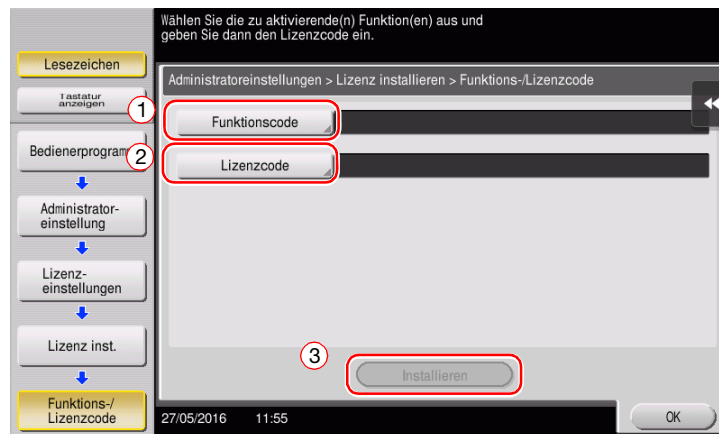 Wählen Sie die zu aktivierende(n) Funktion(en) aus und
geben Sie dann den Lizenzcode ein.
Lesezeichen
Tastatur
anzeigen
Administratoreinstellungen > Lizenz installieren > Funktions-/Lizenzcode
1
Funktionscode
Bedienerprogram
2
Lizenzcode
Administrator-
einstellung
Lizenz-
einstellungen
Lizenz inst.
3
Installieren
Funktions-/
Lizenzcode
27/05/2016 11:55
OK